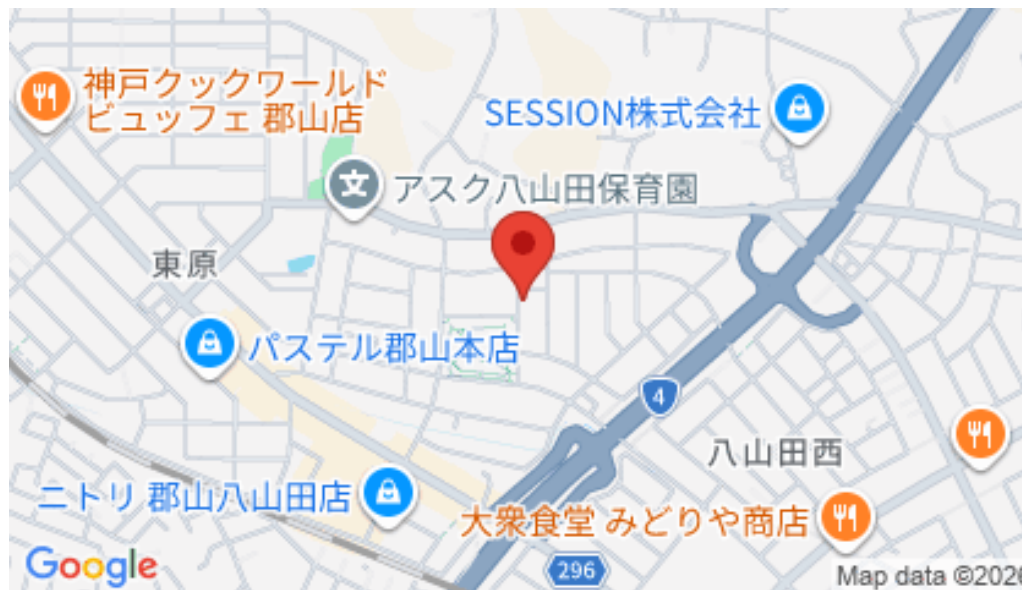 神戸クックワールド
ビュッフェ 郡山店
SESSION株式会社
文
アスク八山田保育園
東原
パステル郡山本店
4
八山田西
ニトリ 郡山八山田店
大衆食堂 みどりや商店
296
Google
Map data ©2026